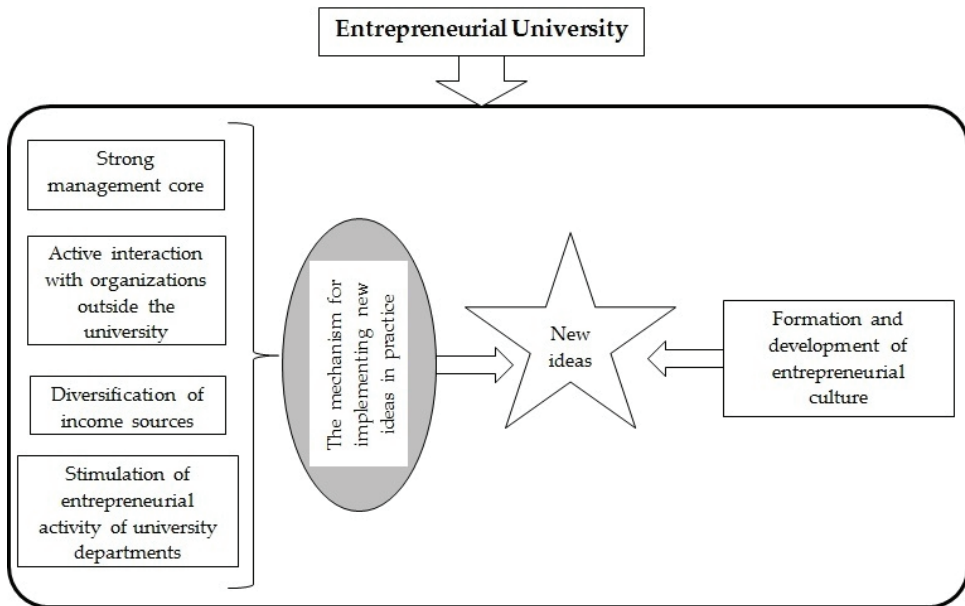 Entrepreneurial University
Strong
management core
Active interaction
with organizations
outside the
university
Diversification of
income sources
Stimulation of
entrepreneurial
activity of university
departments
The mechanism for
implementing new
ideas in practice
New
ideas
Formation and
development of
entrepreneurial
culture